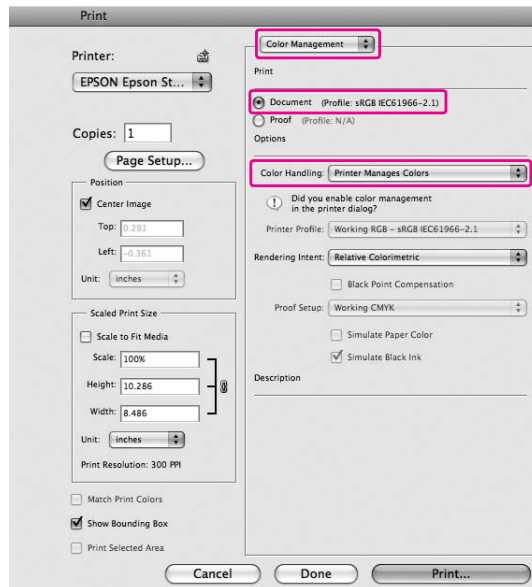 Print
Printer:
EPSON Epson St...
Copies: 1
Page Setup...
Position
Center Image
Top: 0.291
Left: -0.361
Unit: inches
Scaled Print Size
Scale to Fit Media
Scale: 100%
Height: 10.286
Width: 8.486
Unit: inches
Print Resolution: 300 PPI
Match Print Colors
Show Bounding Box
Print Selected Area
Color Management
Print
Document (Profile: sRGB IEC61966-2.1)
Proof (Profile: N/A)
Options
Color Handling: Printer Manages Colors
Did you enable color management
in the printer dialog?
Printer Profile: Working RGB - sRGB IEC61966-2.1
Rendering Intent: Relative Colorimetric
Black Point Compensation
Proof Setup: Working CMYK
Simulate Paper Color
Simulate Black Ink
Description
Cancel
Done
Print...